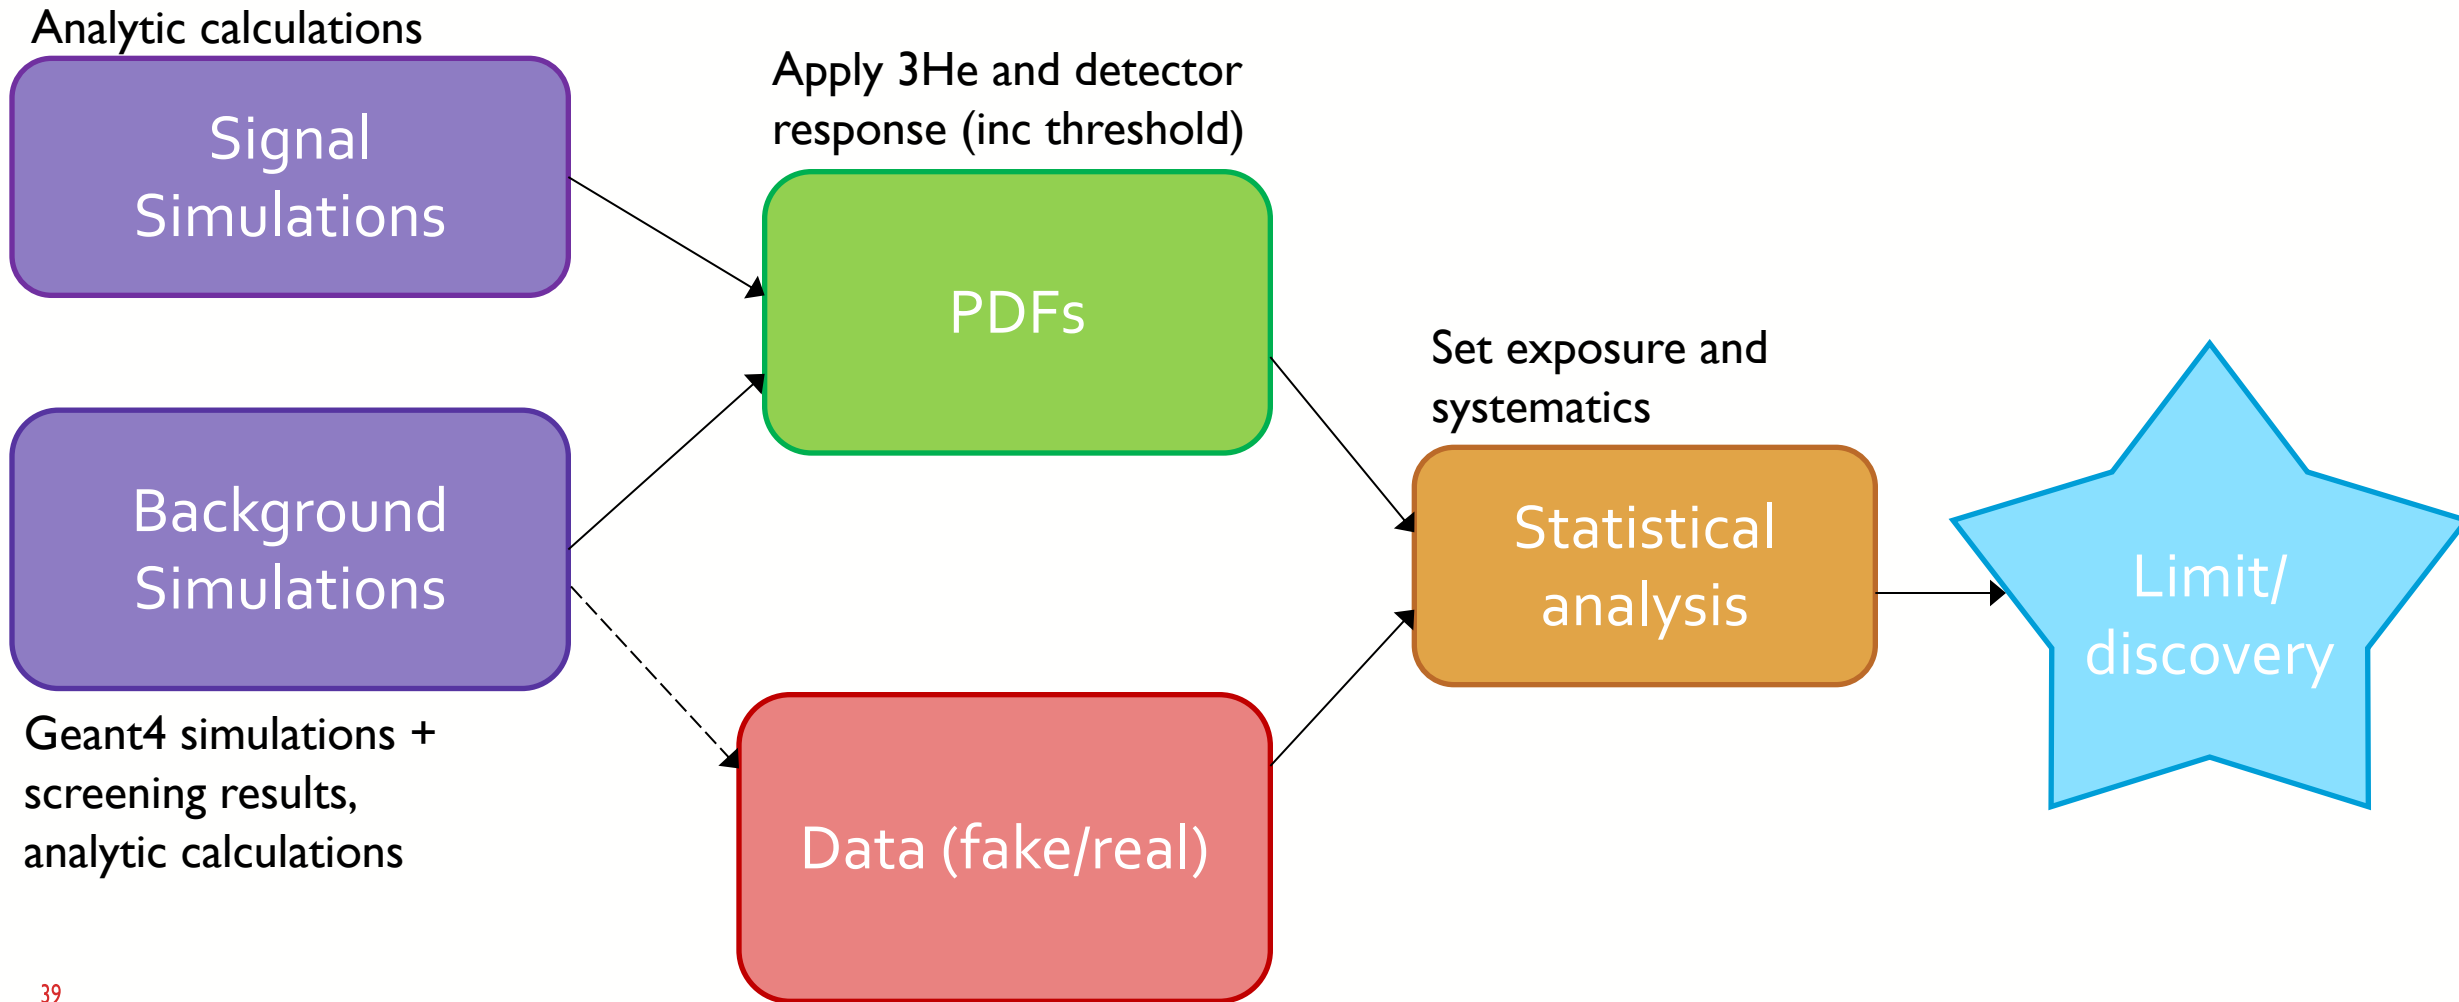 Analytic calculations
Signal
Simulations
Apply 3He and detector
response (inc threshold)
PDFs
Background
Simulations
Geant4 simulations +
screening results,
analytic calculations
Set exposure and
systematics
Statistical
analysis
Data (fake/real)
Limit/
discovery
39